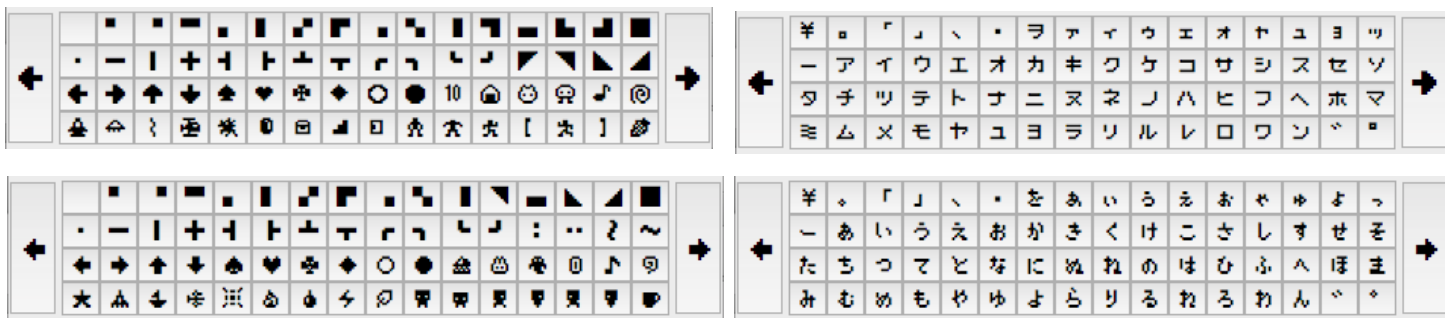 10
[ ]
¥ 。 「 」 、 ・ ヲ ァ ィ ゥ ェ ォ ャ ュ ョ ッ
ー ア イ ウ エ オ カ キ ク ケ コ サ シ ス セ ソ
タ チ ツ テ ト ナ ニ ヌ ネ ノ ハ ヒ フ ヘ ホ マ
ミ ム メ モ ヤ ユ ヨ ラ リ ル レ ロ ワ ン ゛ ゜
¥ 。 「 」 、 ・ を ぁ ぃ ぅ ぇ ぉ ゃ ゅ ょ っ
ー あ い う え お か き く け こ さ し す せ そ
た ち つ て と な に ぬ ね の は ひ ふ へ ほ ま
み む め も や ゆ よ ら り る れ ろ わ ん ゛ ゜